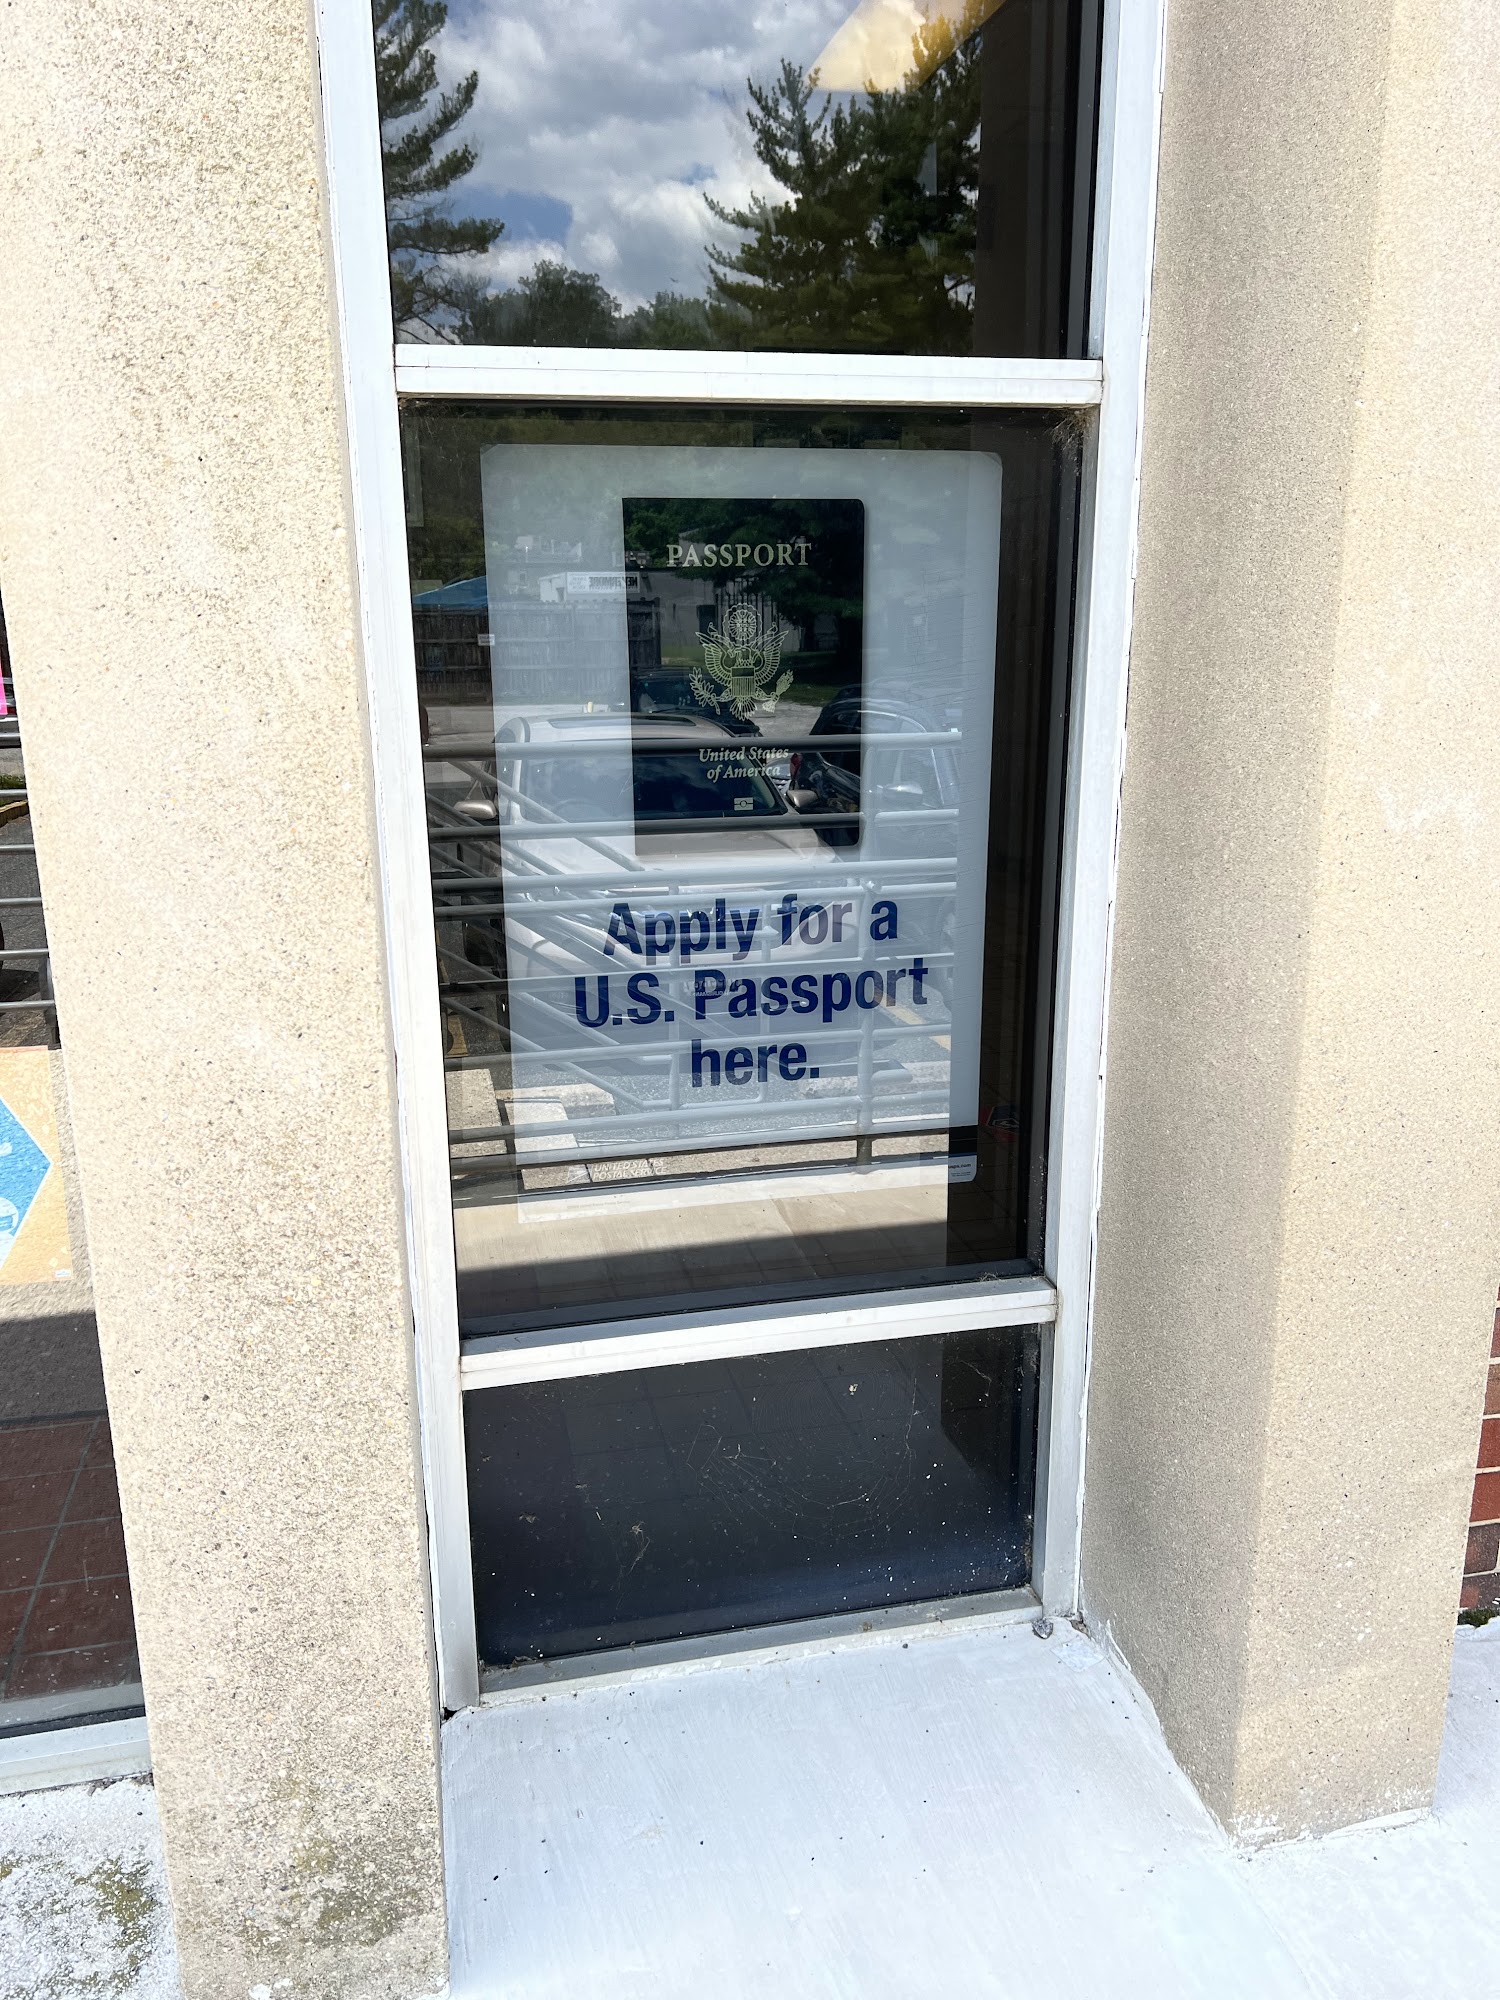 PASSPORT
United States
of America
Apply for a
U.S. Passport
here.
UNITED STATES
POSTAL SERVICE